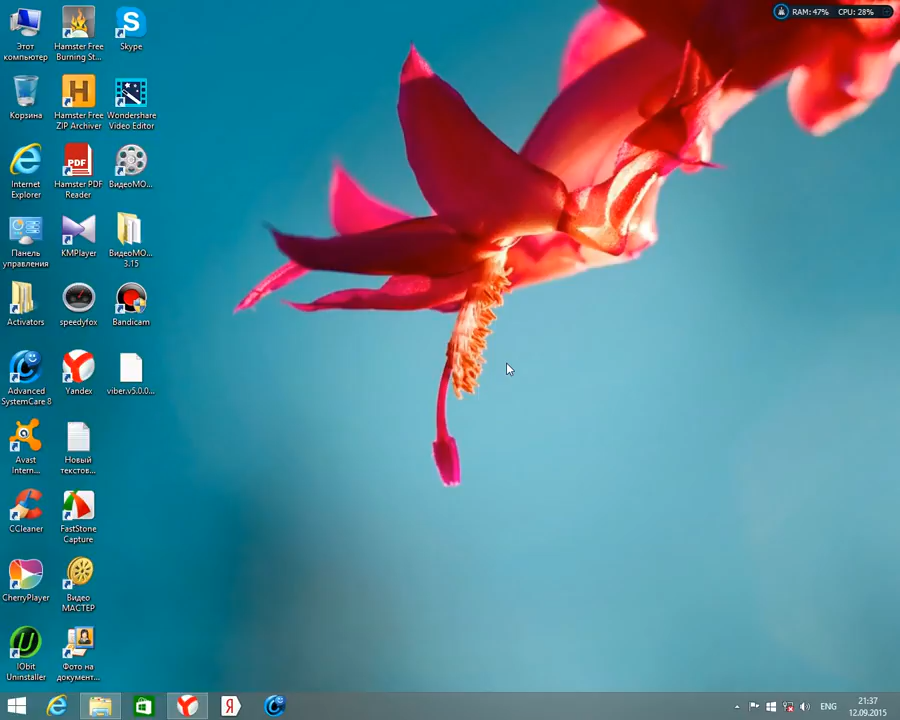 RAM: 47% CPU: 28%
Этот
компьютер
Hamster Free
Burning St...
Skype
Корзина
Hamster Free
ZIP Archiver
Wondershare
Video Editor
Internet
Explorer
Hamster PDF
Reader
ВидеоМО...
Панель
управления
KMPlayer
ВидеоМО...
3.15
Activators
speedyfox
Bandicam
Advanced
SystemCare 8
Yandex
viber.v5.0.0...
Avast
Intern...
Новый
текстов...
CCleaner
FastStone
Capture
CherryPlayer
Видео
МАСТЕР
IObit
Uninstaller
Фото на
документ...
ENG
21:37
12.09.2015